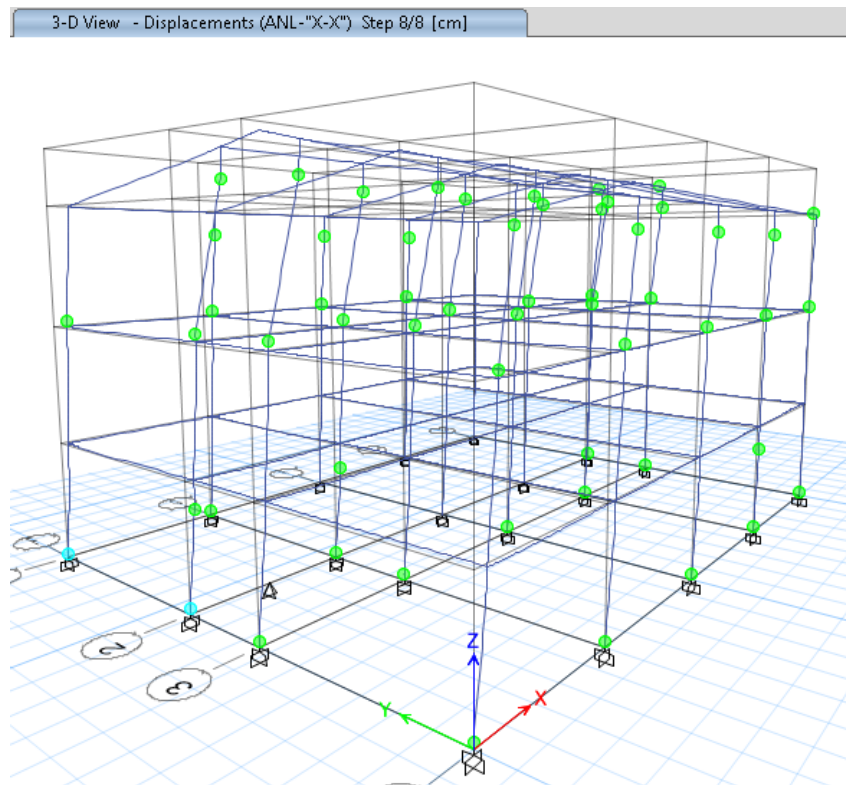 3-D View - Displacements (ANL-"X-X") Step 8/8 [cm]
Z
X
Y
2
3